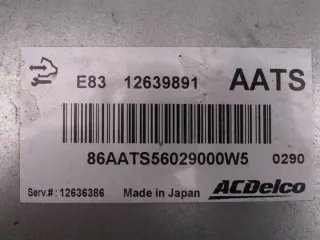 E83 12639891 AATS
86AATS56029000W5 0290
Serv.#: 12636386 Made in Japan ACDelco